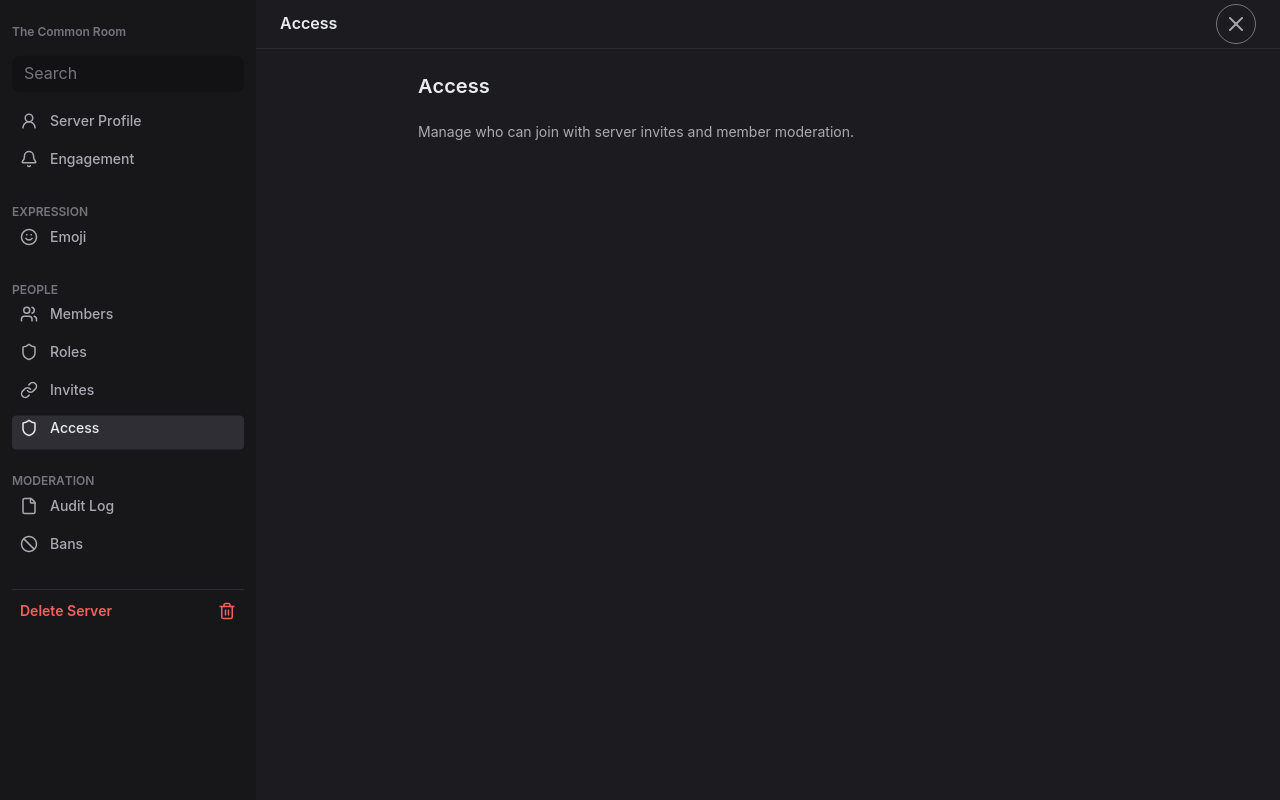 The Common Room
Search
Server Profile
Engagement
EXPRESSION
Emoji
PEOPLE
Members
Roles
Invites
Access
MODERATION
Audit Log
Bans
Delete Server
Access
Access
Manage who can join with server invites and member moderation.